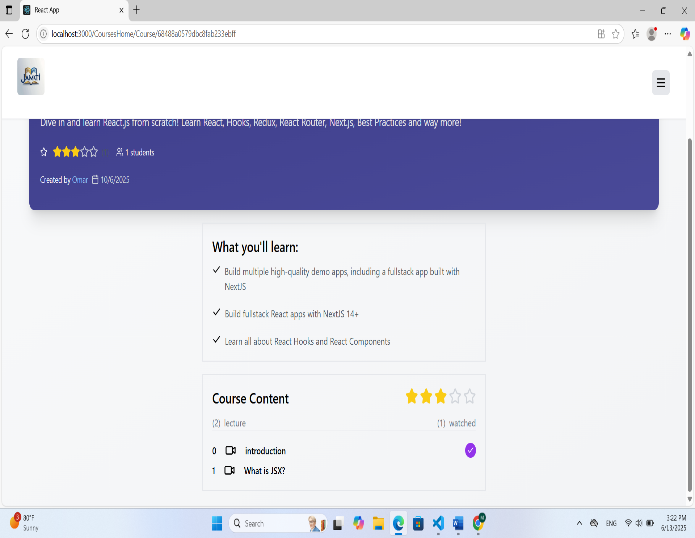 React App
localhost:3000/CoursesHome/Course/68488a0579dbc8fab233ebff
Dive in and learn React.js from scratch! Learn React, Hooks, Redux, React Router, Next.js, Best Practices and way more!
1 students
Created by Omar 10/6/2025
What you'll learn:
Build multiple high-quality demo apps, including a fullstack app built with
NextJS
Build fullstack React apps with NextJS 14+
Learn all about React Hooks and React Components
Course Content
(2) lecture (1) watched
0 introduction
1 What is JSX?
80°F
Sunny
Search
ENG
3:22 PM
6/13/2025